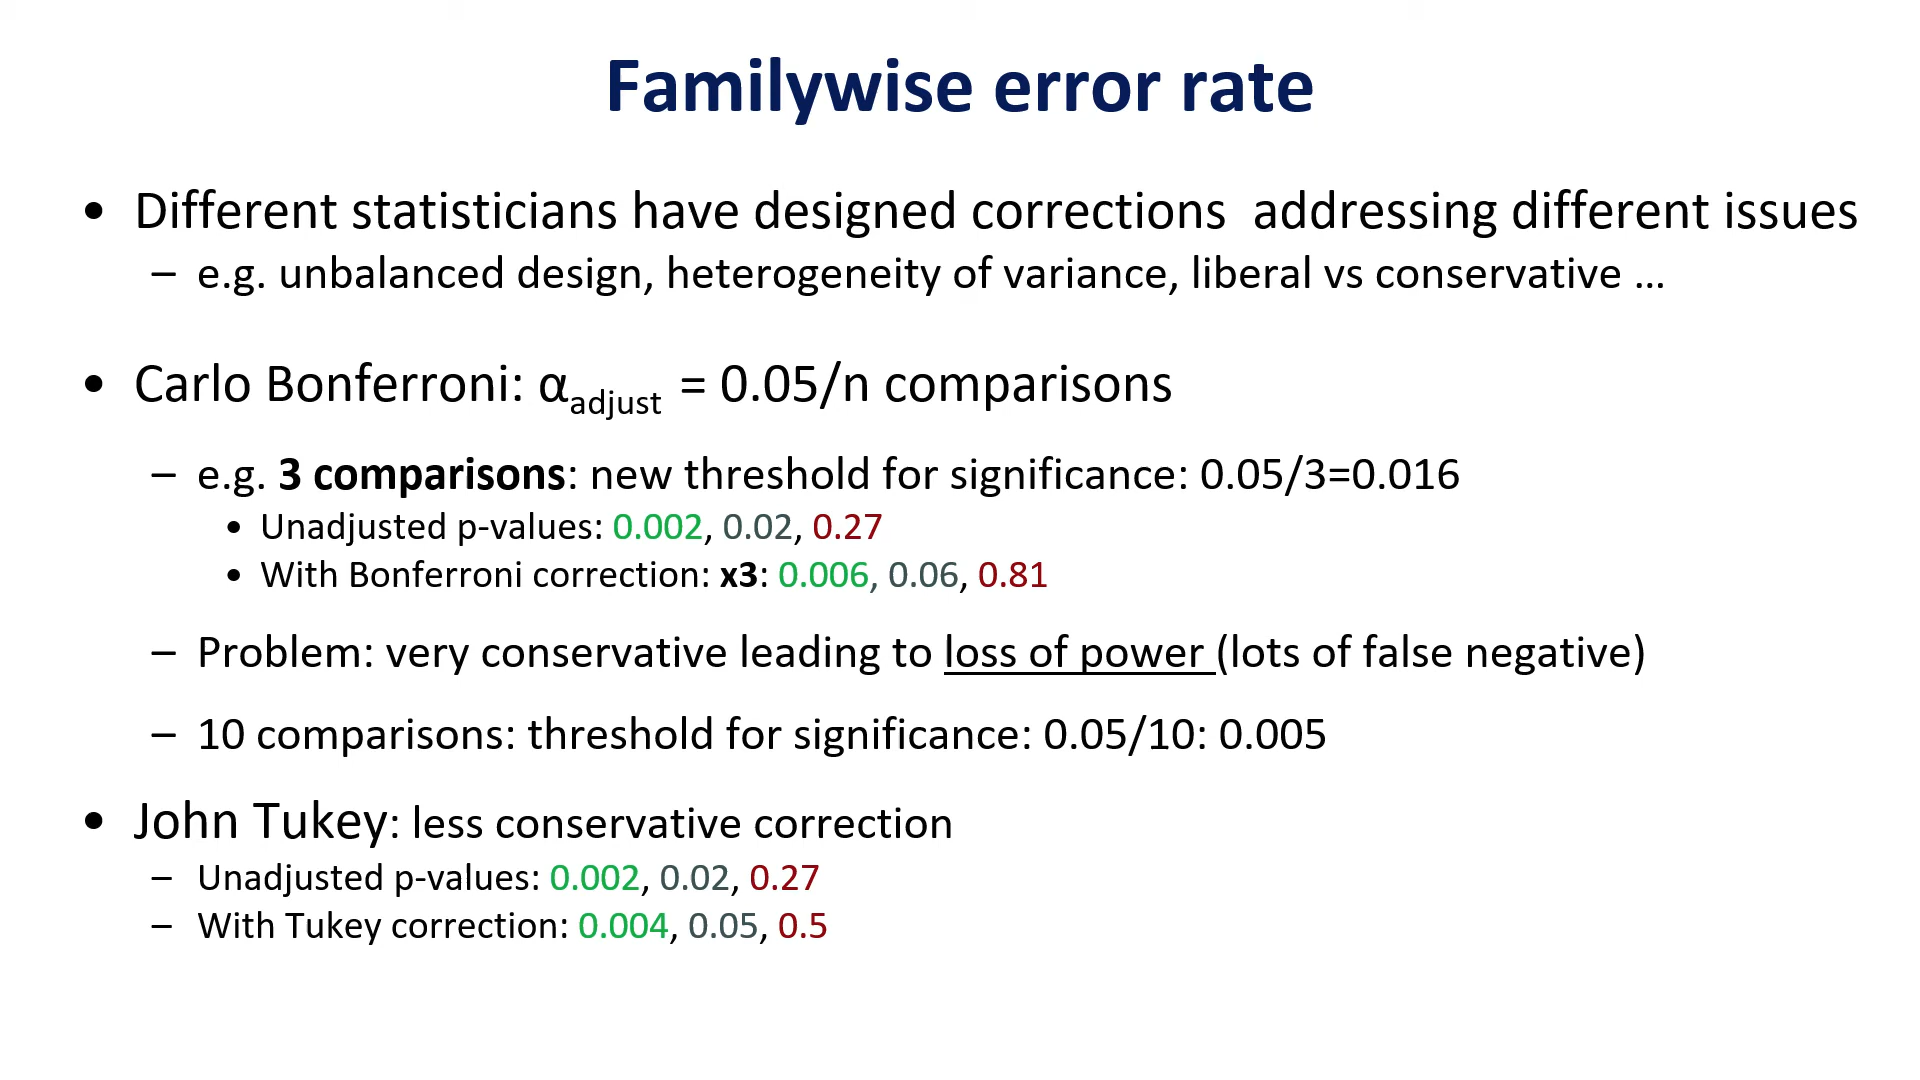 Familywise error rate
• Different statisticians have designed corrections  addressing different issues
– e.g. unbalanced design, heterogeneity of variance, liberal vs conservative …
• Carlo Bonferroni: αadjust = 0.05/n comparisons
– e.g. 3 comparisons: new threshold for significance: 0.05/3=0.016
• Unadjusted p-values: 0.002, 0.02, 0.27
• With Bonferroni correction: x3: 0.006, 0.06, 0.81
– Problem: very conservative leading to loss of power (lots of false negative)
– 10 comparisons: threshold for significance: 0.05/10: 0.005
• John Tukey: less conservative correction
– Unadjusted p-values: 0.002, 0.02, 0.27
– With Tukey correction: 0.004, 0.05, 0.5